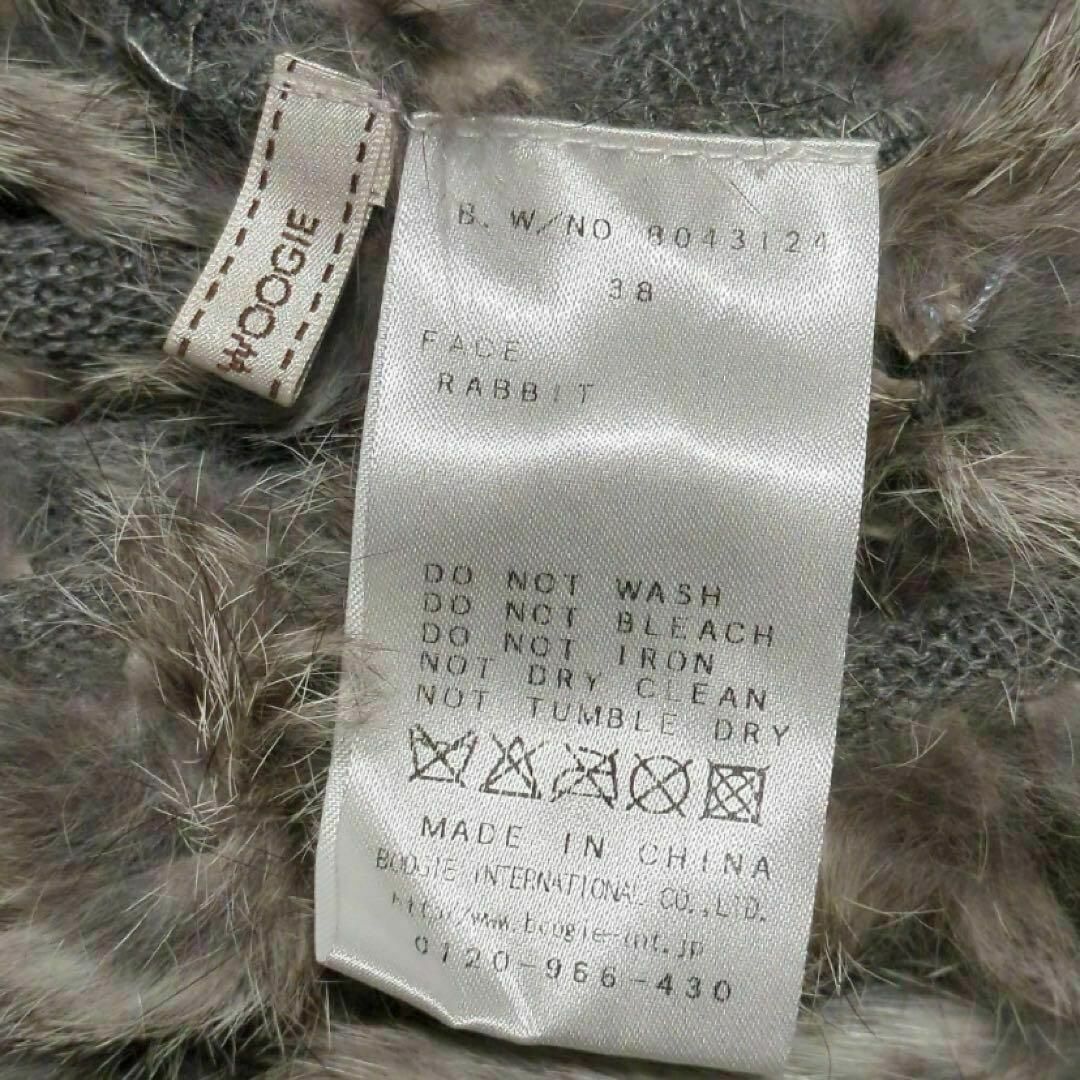 WOOGIE
B. W/NO 8043124
38
FACE
RABBIT
DO NOT WASH
DO NOT BLEACH
DO NOT IRON
NOT DRY CLEAN
NOT TUMBLE DRY
MADE IN CHINA
BOOGIE INTERNATIONAL CO.,LTD.
http://www.boogie-int.jp
0120-966-430